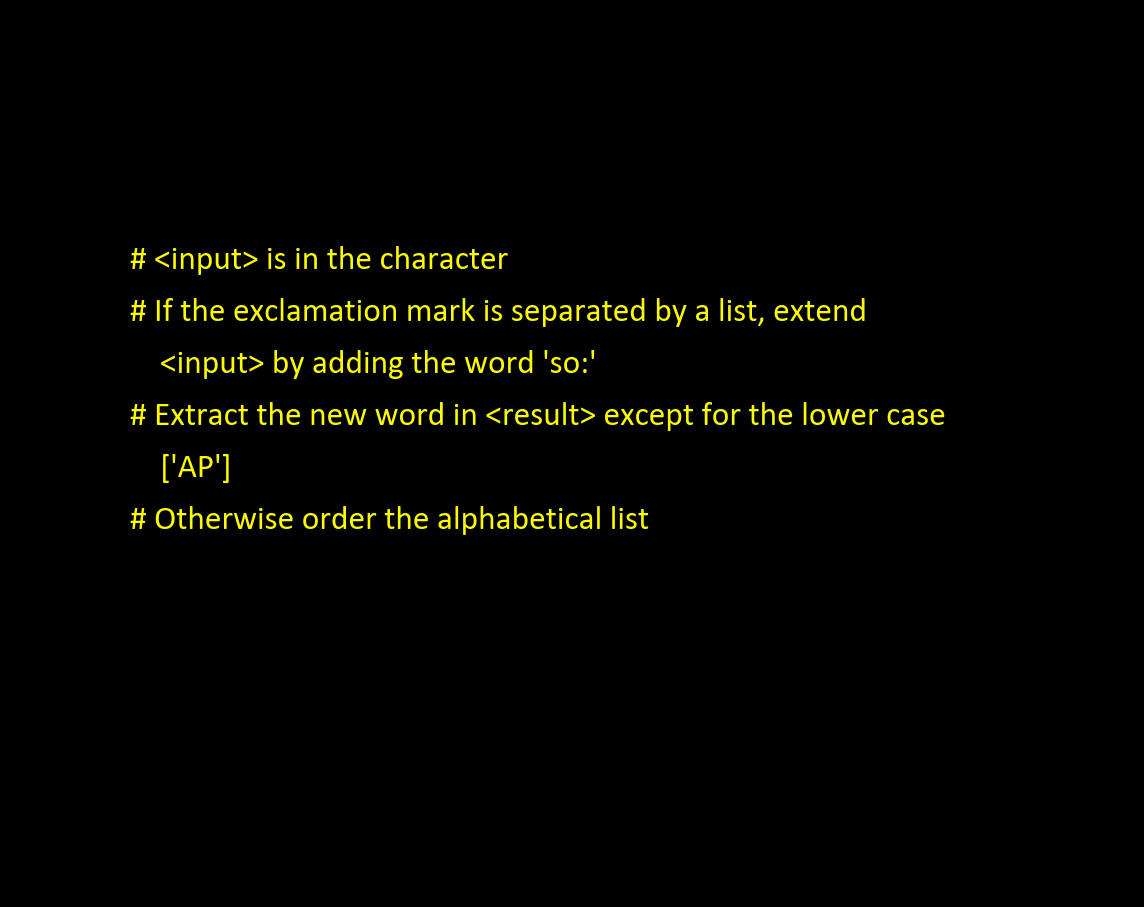 # <input> is in the character
# If the exclamation mark is separated by a list, extend
<input> by adding the word 'so:'
# Extract the new word in <result> except for the lower case
['AP']
# Otherwise order the alphabetical list